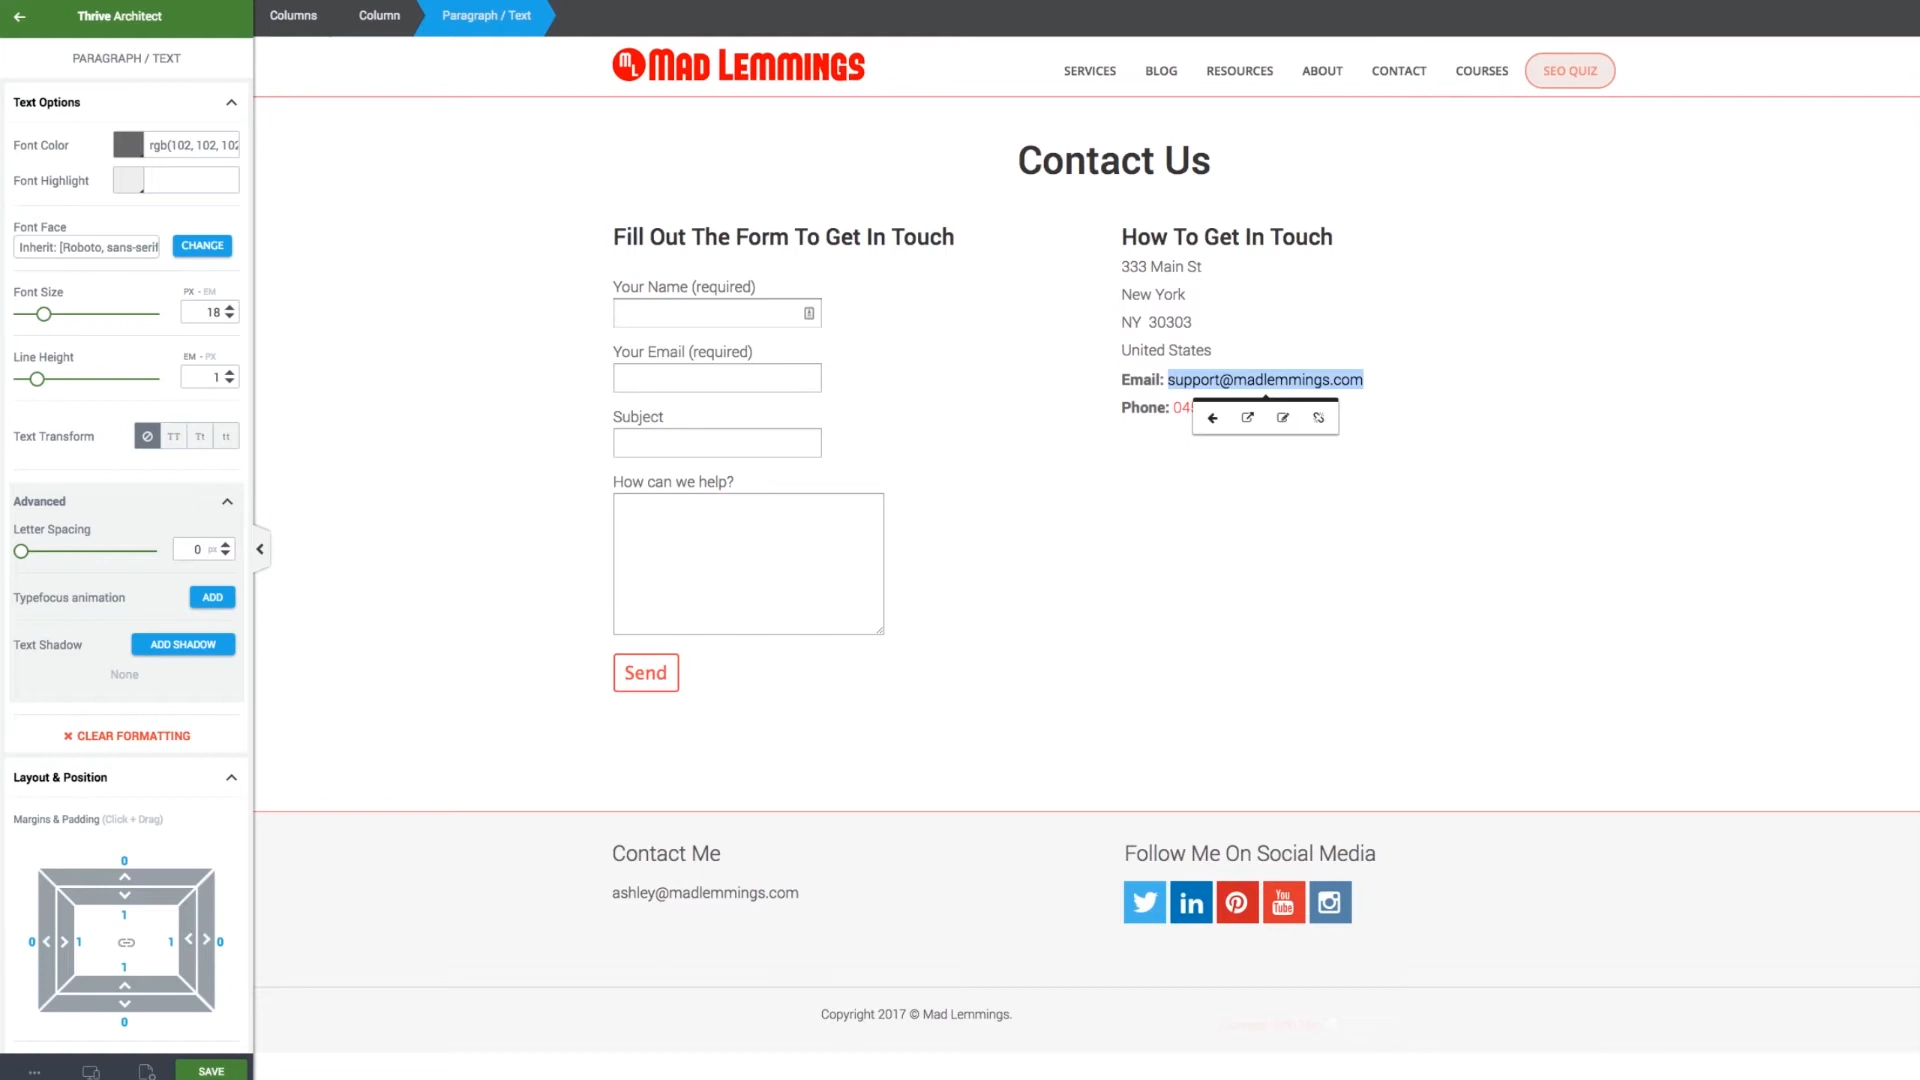 Thrive Architect
Columns
Column
Paragraph / Text
PARAGRAPH / TEXT
Text Options
Font Color
rgb(102, 102, 102
Font Highlight
Font Face
Inherit: [Roboto, sans-serif
CHANGE
Font Size
PX - EM
18
Line Height
EM - PX
1
Text Transform
TT
Tt
tt
Advanced
Letter Spacing
0 px
Typefocus animation
ADD
Text Shadow
ADD SHADOW
None
CLEAR FORMATTING
Layout & Position
Margins & Padding (Click + Drag)
0
1
0
1
1
0
1
0
SAVE
ML MAD LEMMINGS
SERVICES
BLOG
RESOURCES
ABOUT
CONTACT
COURSES
SEO QUIZ
Contact Us
Fill Out The Form To Get In Touch
Your Name (required)
Your Email (required)
Subject
How can we help?
Send
How To Get In Touch
333 Main St
New York
NY 30303
United States
Email: support@madlemmings.com
Phone: 04
Contact Me
ashley@madlemmings.com
Follow Me On Social Media
in
You
Tube
Copyright 2017 © Mad Lemmings.